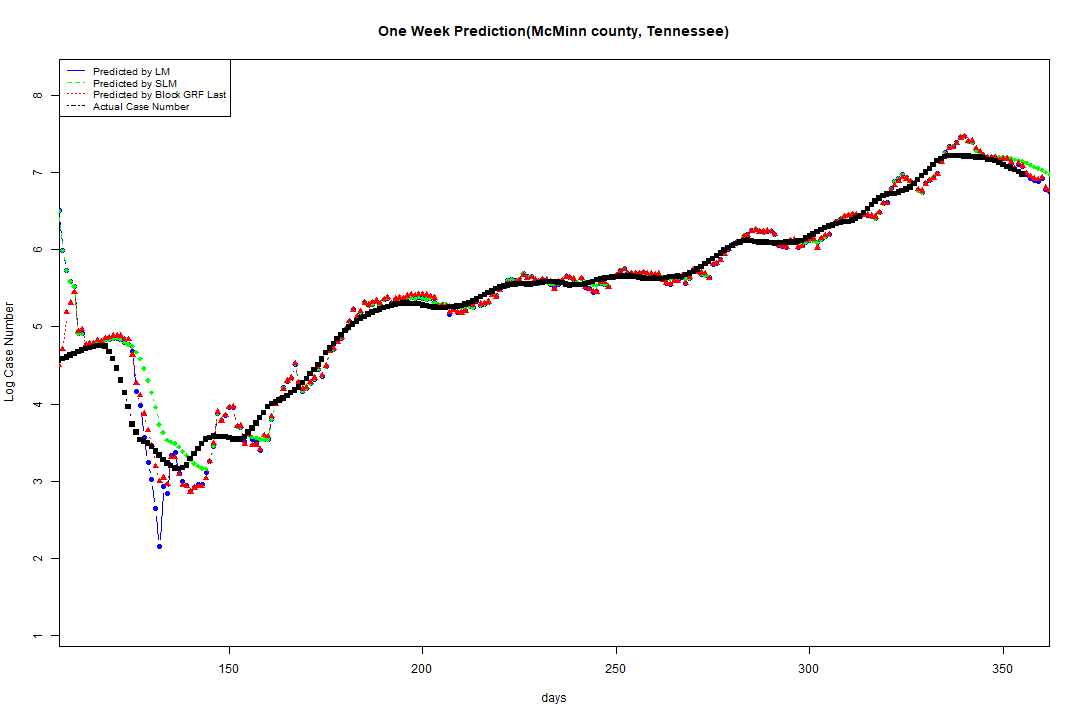 One Week Prediction(McMinn county, Tennessee)
Predicted by LM
Predicted by SLM
Predicted by Block GRF Last
Actual Case Number
8
7
6
5
4
3
2
1
Log Case Number
150 200 250 300 350
days